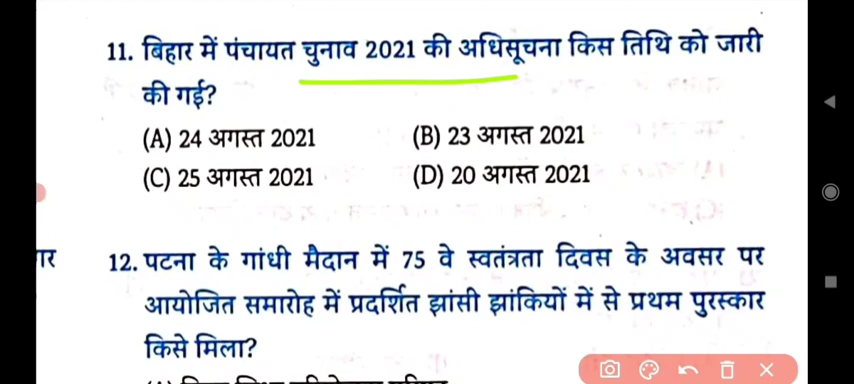 11. बिहार में पंचायत चुनाव 2021 की अधिसूचना किस तिथि को जारी
की गई?
(A) 24 अगस्त 2021 (B) 23 अगस्त 2021
(C) 25 अगस्त 2021 (D) 20 अगस्त 2021
गर
12. पटना के गांधी मैदान में 75 वे स्वतंत्रता दिवस के अवसर पर
आयोजित समारोह में प्रदर्शित झांसी झांकियों में से प्रथम पुरस्कार
किसे मिला?